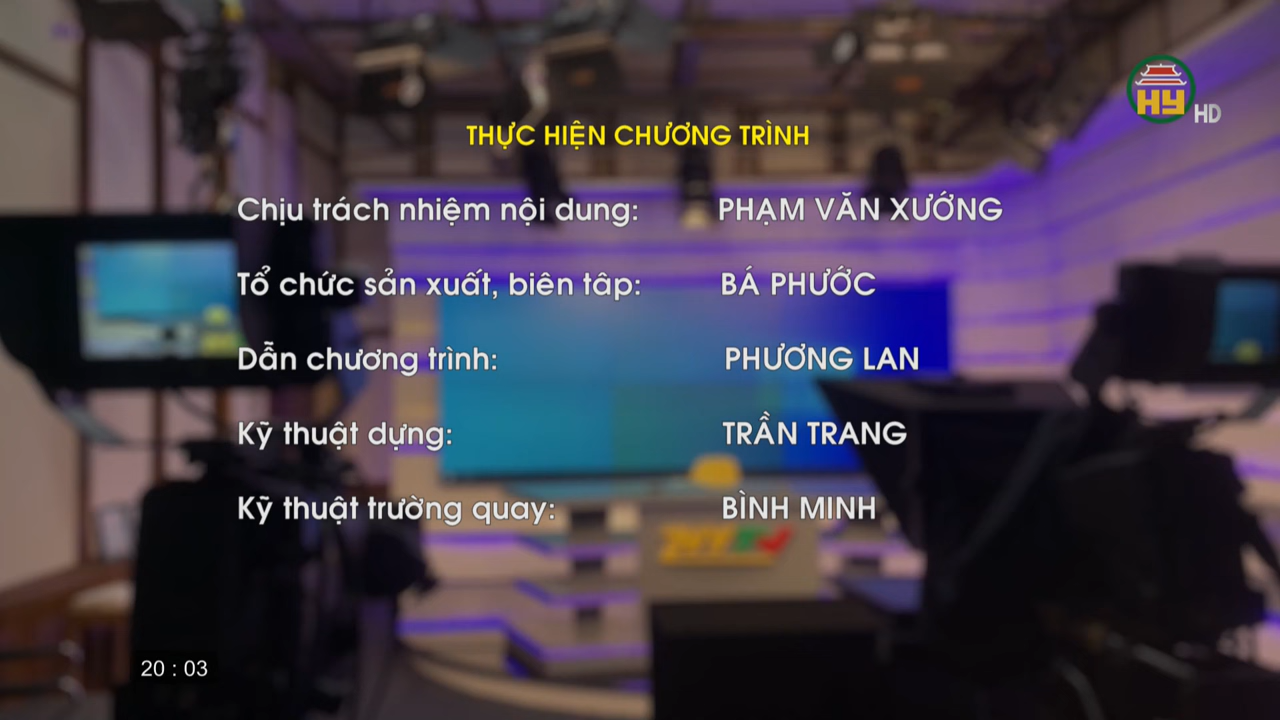 HY HD
THỰC HIỆN CHƯƠNG TRÌNH
Chịu trách nhiệm nội dung: PHẠM VĂN XƯỚNG
Tổ chức sản xuất, biên tâp: BÁ PHƯỚC
Dẫn chương trình: PHƯƠNG LAN
Kỹ thuật dựng: TRẦN TRANG
Kỹ thuật trường quay: BÌNH MINH
20 : 03